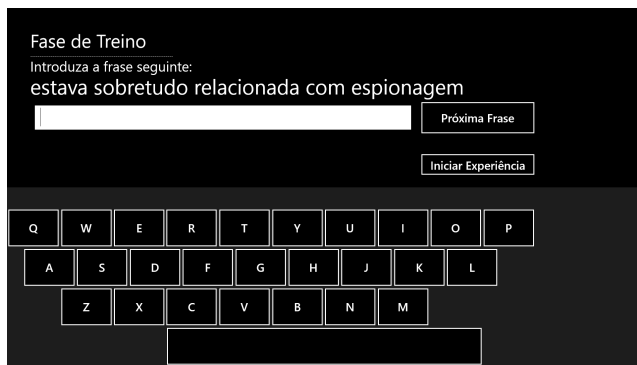 Fase de Treino
Introduza a frase seguinte:
estava sobretudo relacionada com espionagem
Próxima Frase
Iniciar Experiência
Q W E R T Y U I O P
A S D F G H J K L
Z X C V B N M